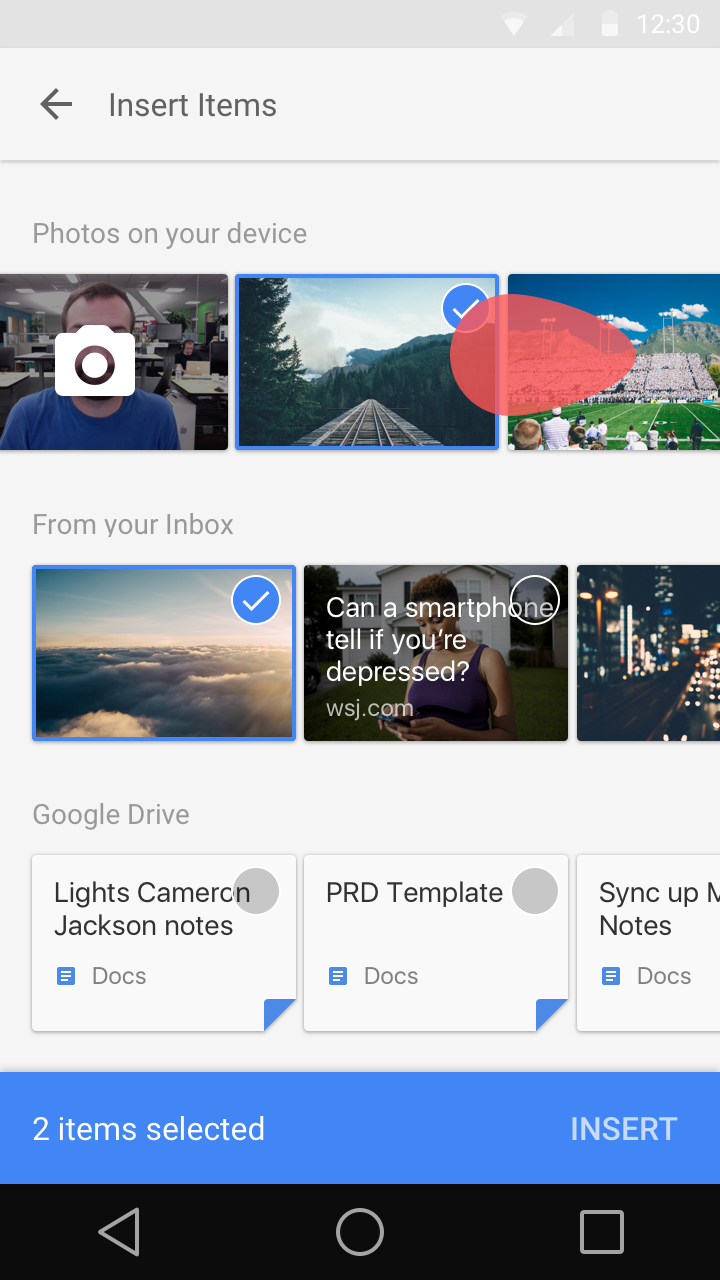 12:30
Insert Items
Photos on your device
From your Inbox
Can a smartphone
tell if you’re
depressed?
wsj.com
Google Drive
Lights Cameron
Jackson notes
Docs
PRD Template
Docs
Sync up
Notes
Docs
2 items selected
INSERT